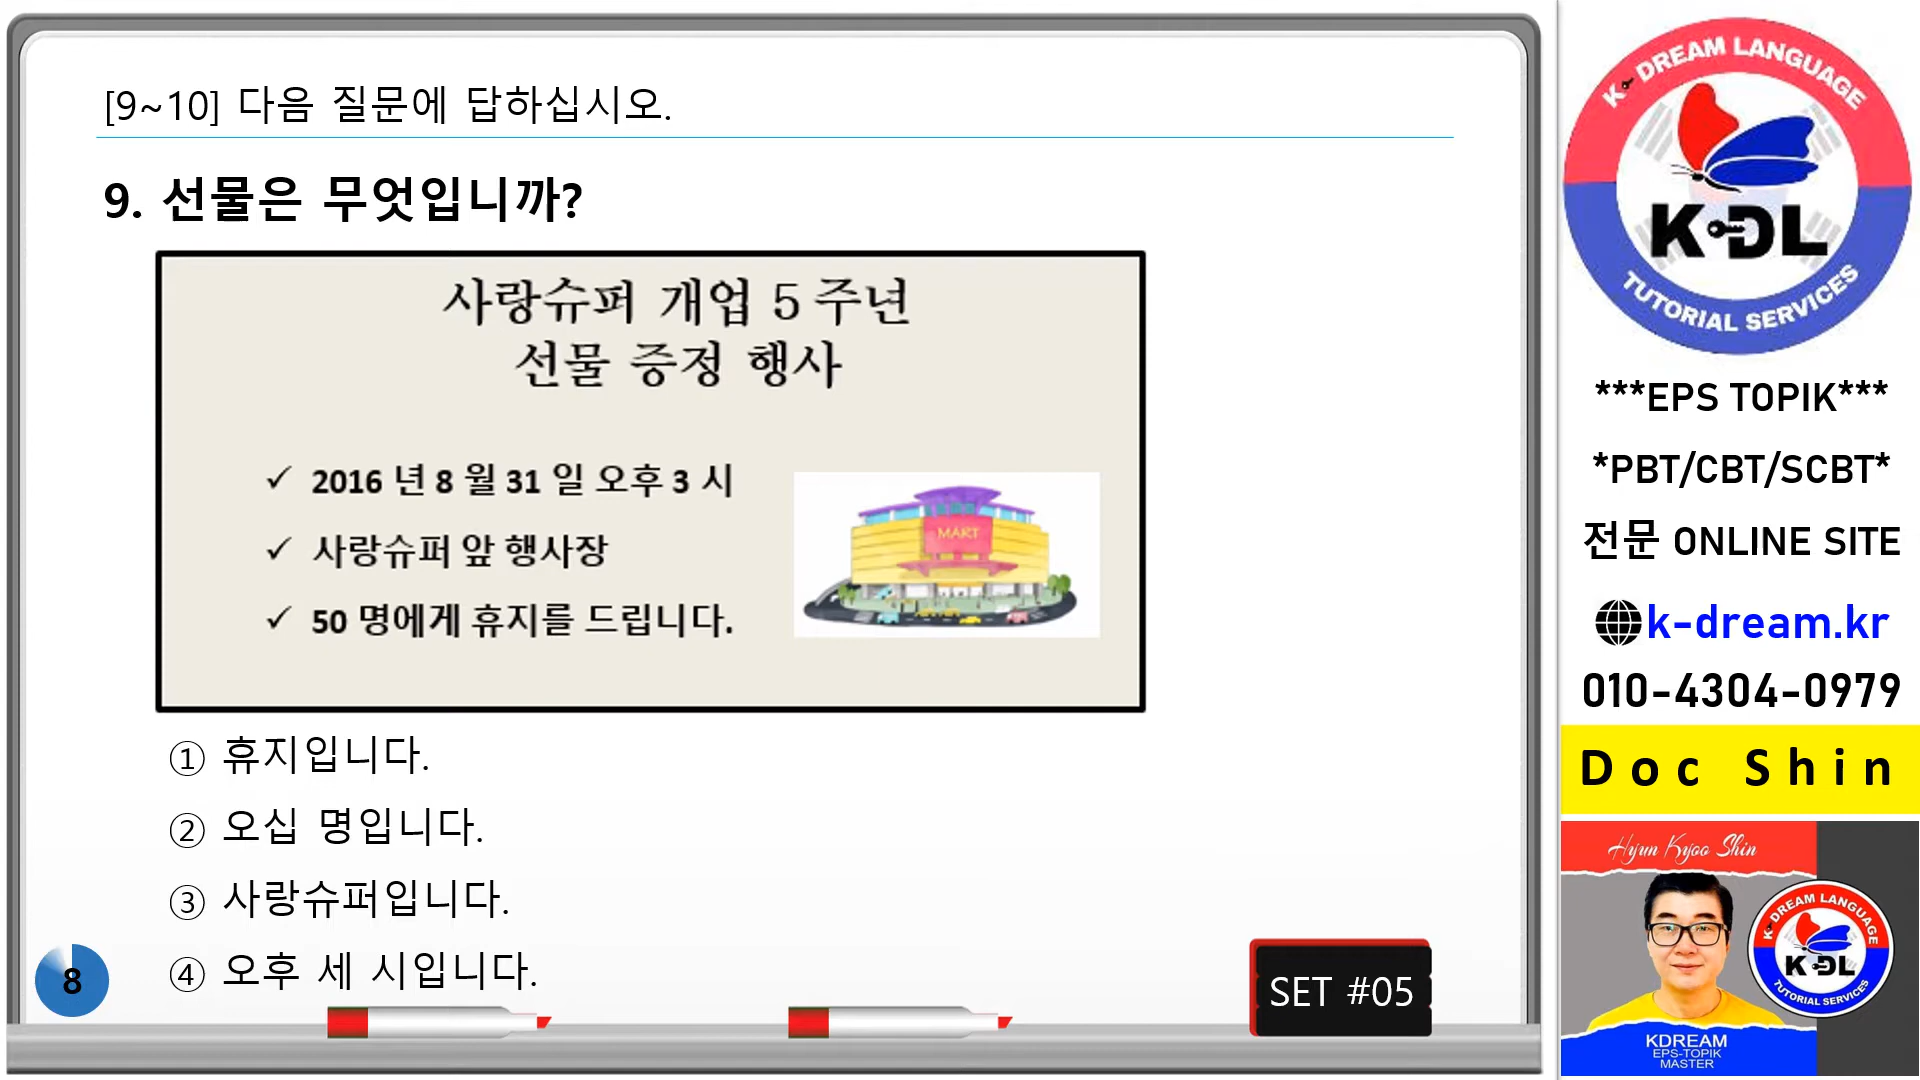 [9~10] 다음 질문에 답하십시오.
9. 선물은 무엇입니까?
사랑슈퍼 개업 5 주년
선물 증정 행사
✓ 2016 년 8 월 31 일 오후 3 시
✓ 사랑슈퍼 앞 행사장
✓ 50 명에게 휴지를 드립니다.
MART
① 휴지입니다.
② 오십 명입니다.
③ 사랑슈퍼입니다.
④ 오후 세 시입니다.
8
SET #05
K-DREAM LANGUAGE
K-DL
TUTORIAL SERVICES
***EPS TOPIK***
*PBT/CBT/SCBT*
전문 ONLINE SITE
k-dream.kr
010-4304-0979
Doc Shin
Hyun Kyoo Shin
K-DREAM LANGUAGE
K-DL
TUTORIAL SERVICES
KDREAM
EPS-TOPIK
MASTER